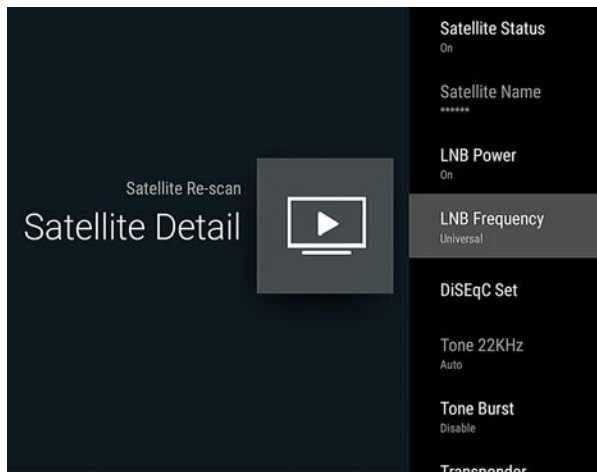 Satellite Re-scan
Satellite Detail
Satellite Status
On
Satellite Name
******
LNB Power
On
LNB Frequency
Universal
DiSEqC Set
Tone 22KHz
Auto
Tone Burst
Disable
Transponder